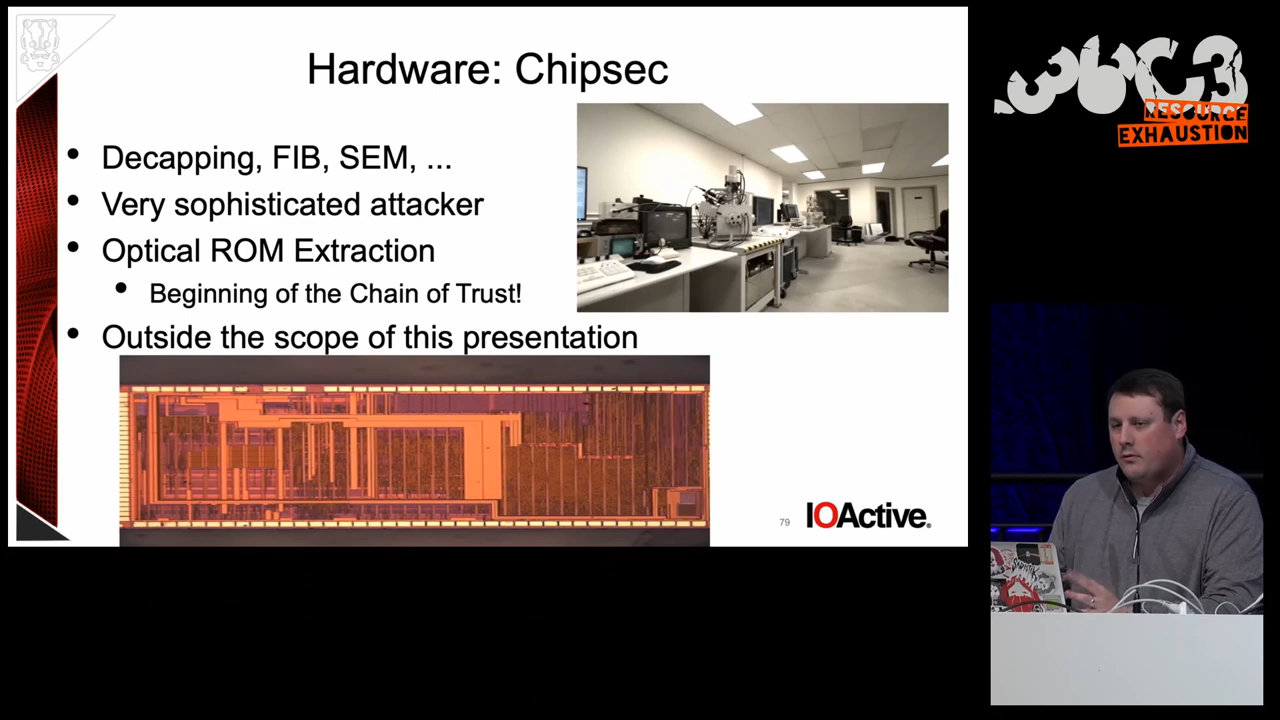 Hardware: Chipsec
• Decapping, FIB, SEM, ...
• Very sophisticated attacker
• Optical ROM Extraction
• Beginning of the Chain of Trust!
• Outside the scope of this presentation
79 IOActive.
36C3
RESOURCE
EXHAUSTION